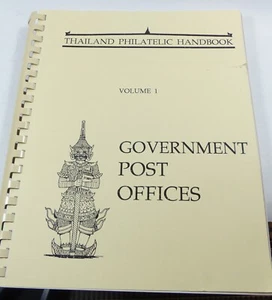 THAILAND PHILATELIC HANDBOOK
VOLUME 1
GOVERNMENT
POST
OFFICES